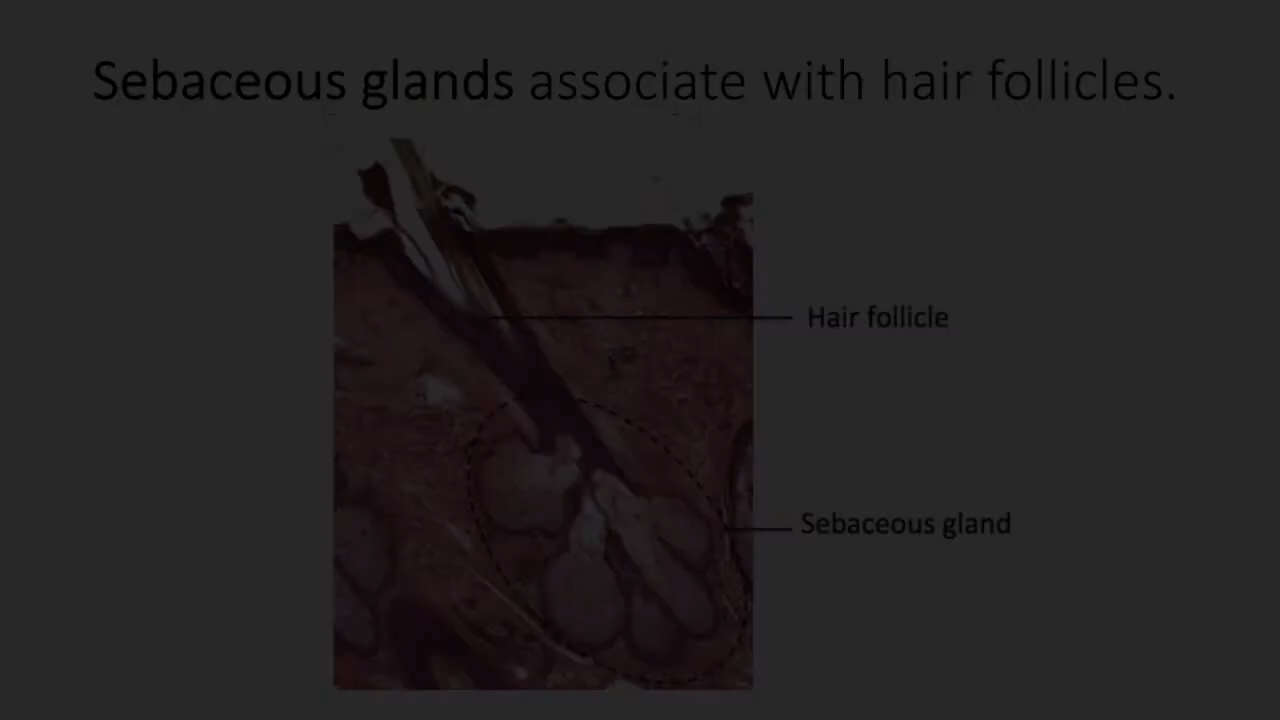 Sebaceous glands associate with hair follicles.
Hair follicle
Sebaceous gland